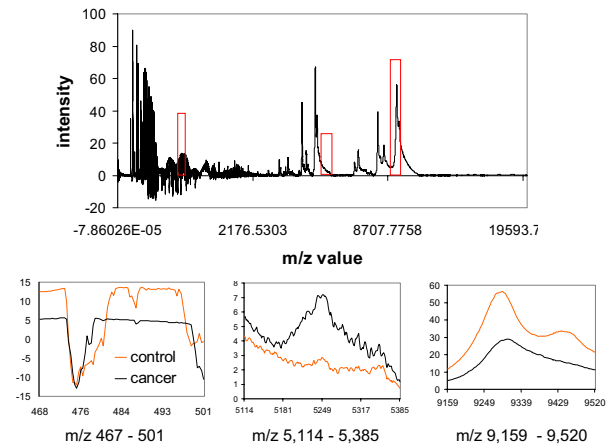 100
80
60
40
20
0
-20
intensity
-7.86026E-05 2176.5303 8707.7758 19593.7
m/z value
15
10
5
0
-5
-10
-15
control
cancer
468 476 484 493 501
m/z 467 - 501
8
7
6
5
4
3
2
1
0
5114 5181 5249 5317 5385
m/z 5,114 - 5,385
60
50
40
30
20
10
0
9159 9249 9339 9430 9520
m/z 9,159 - 9,520